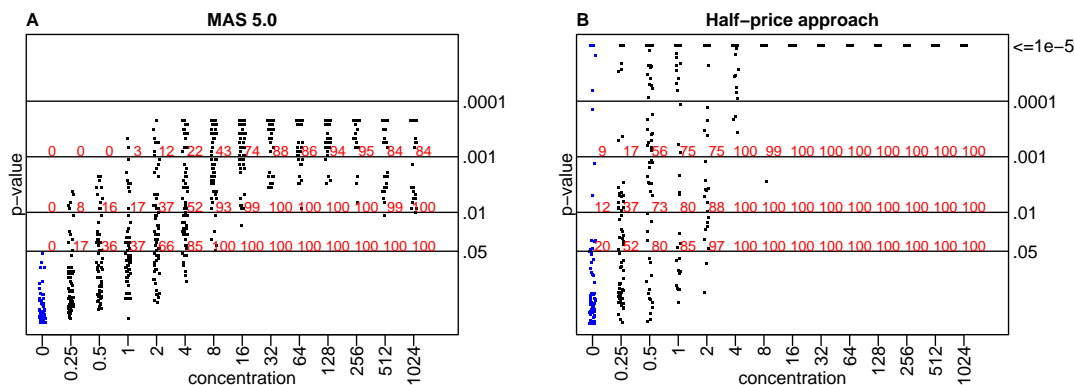 A MAS 5.0
.0001
0 0 0 3 12 22 43 74 88 86 94 95 84 84 .001
0 8 16 17 37 52 93 99 100 100 100 100 99 100 .01
0 17 36 37 66 85 100 100 100 100 100 100 100 100 .05
p−value
0 0.25 0.5 1 2 4 8 16 32 64 128 256 512 1024
concentration
B Half−price approach
<=1e−5
.0001
9 17 56 75 75 100 99 100 100 100 100 100 100 100 .001
12 37 73 80 88 100 100 100 100 100 100 100 100 100 .01
20 52 80 85 97 100 100 100 100 100 100 100 100 100 .05
p−value
0 0.25 0.5 1 2 4 8 16 32 64 128 256 512 1024
concentration